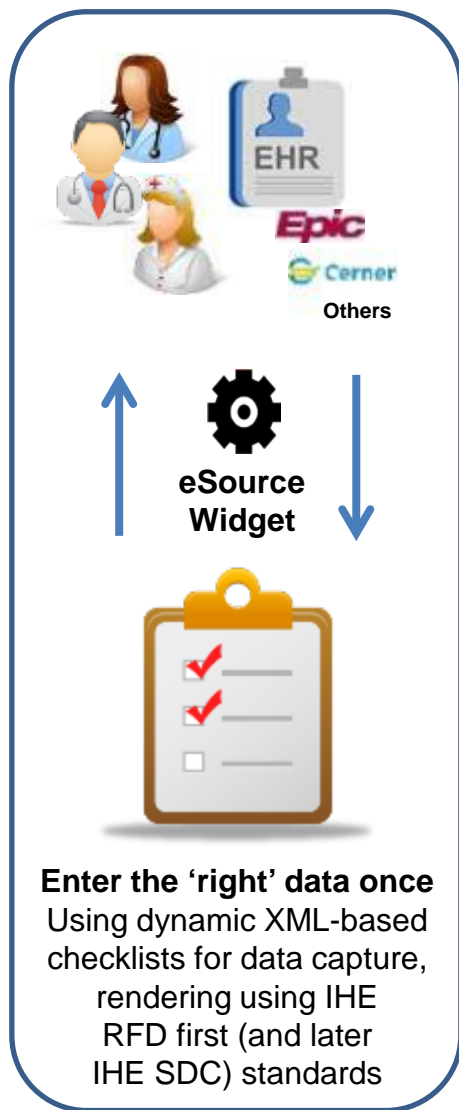 EHR
Epic
Cerner
Others
eSource
Widget
Enter the ‘right’ data once
Using dynamic XML-based
checklists for data capture,
rendering using IHE
RFD first (and later
IHE SDC) standards